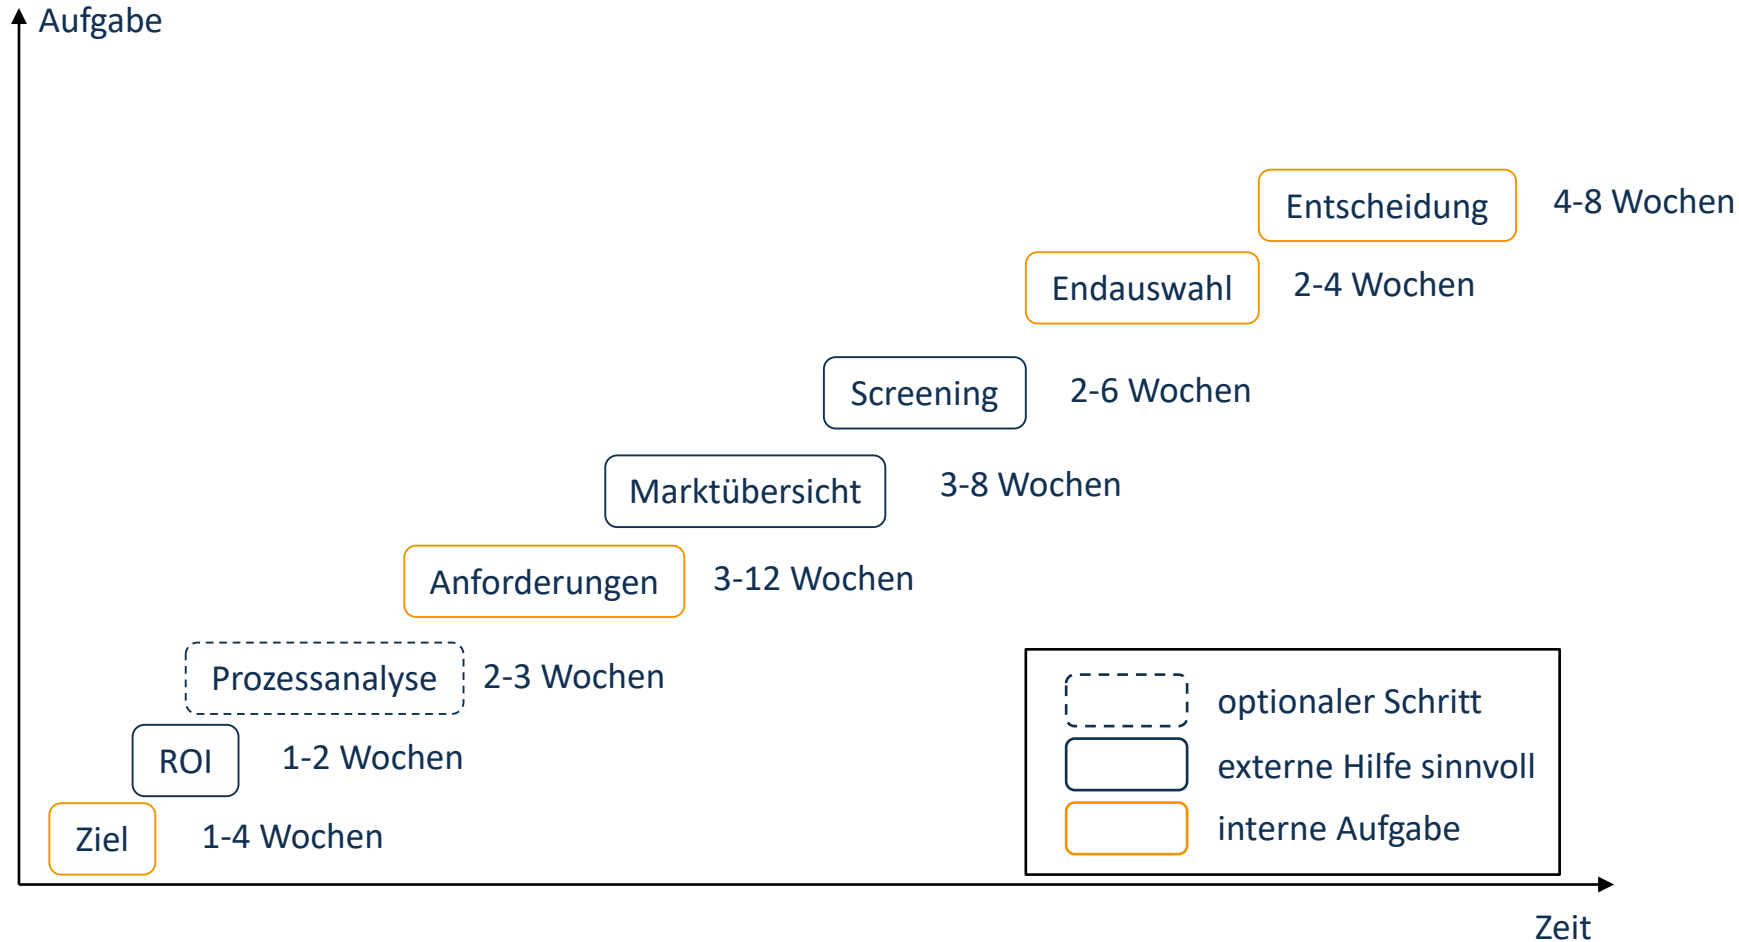 Aufgabe
Entscheidung
4-8 Wochen
Endauswahl
2-4 Wochen
Screening
2-6 Wochen
Marktübersicht
3-8 Wochen
Anforderungen
3-12 Wochen
Prozessanalyse
2-3 Wochen
ROI
1-2 Wochen
Ziel
1-4 Wochen
optionaler Schritt
externe Hilfe sinnvoll
interne Aufgabe
Zeit